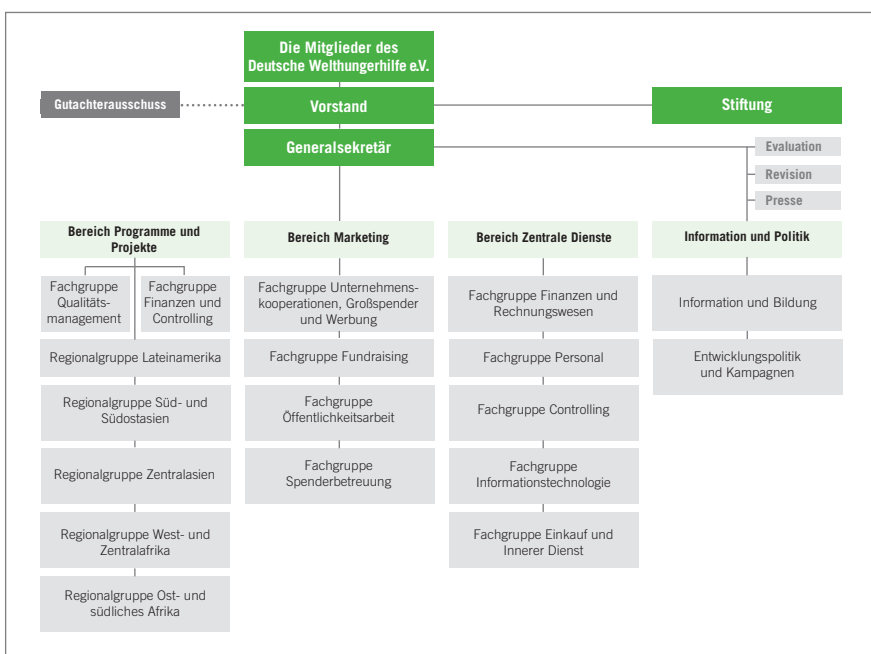 Die Mitglieder des
Deutsche Welthungerhilfe e.V.
Gutachterausschuss
Vorstand
Stiftung
Generalsekretär
Evaluation
Revision
Presse
Bereich Programme und
Projekte
Fachgruppe
Qualitäts-
management
Fachgruppe
Finanzen und
Controlling
Regionalgruppe Lateinamerika
Regionalgruppe Süd- und
Südostasien
Regionalgruppe Zentralasien
Regionalgruppe West- und
Zentralafrika
Regionalgruppe Ost- und
südliches Afrika
Bereich Marketing
Fachgruppe Unternehmens-
kooperationen, Großspender
und Werbung
Fachgruppe Fundraising
Fachgruppe
Öffentlichkeitsarbeit
Fachgruppe
Spenderbetreuung
Bereich Zentrale Dienste
Fachgruppe Finanzen und
Rechnungswesen
Fachgruppe Personal
Fachgruppe Controlling
Fachgruppe
Informationstechnologie
Fachgruppe Einkauf und
Innerer Dienst
Information und Politik
Information und Bildung
Entwicklungspolitik
und Kampagnen